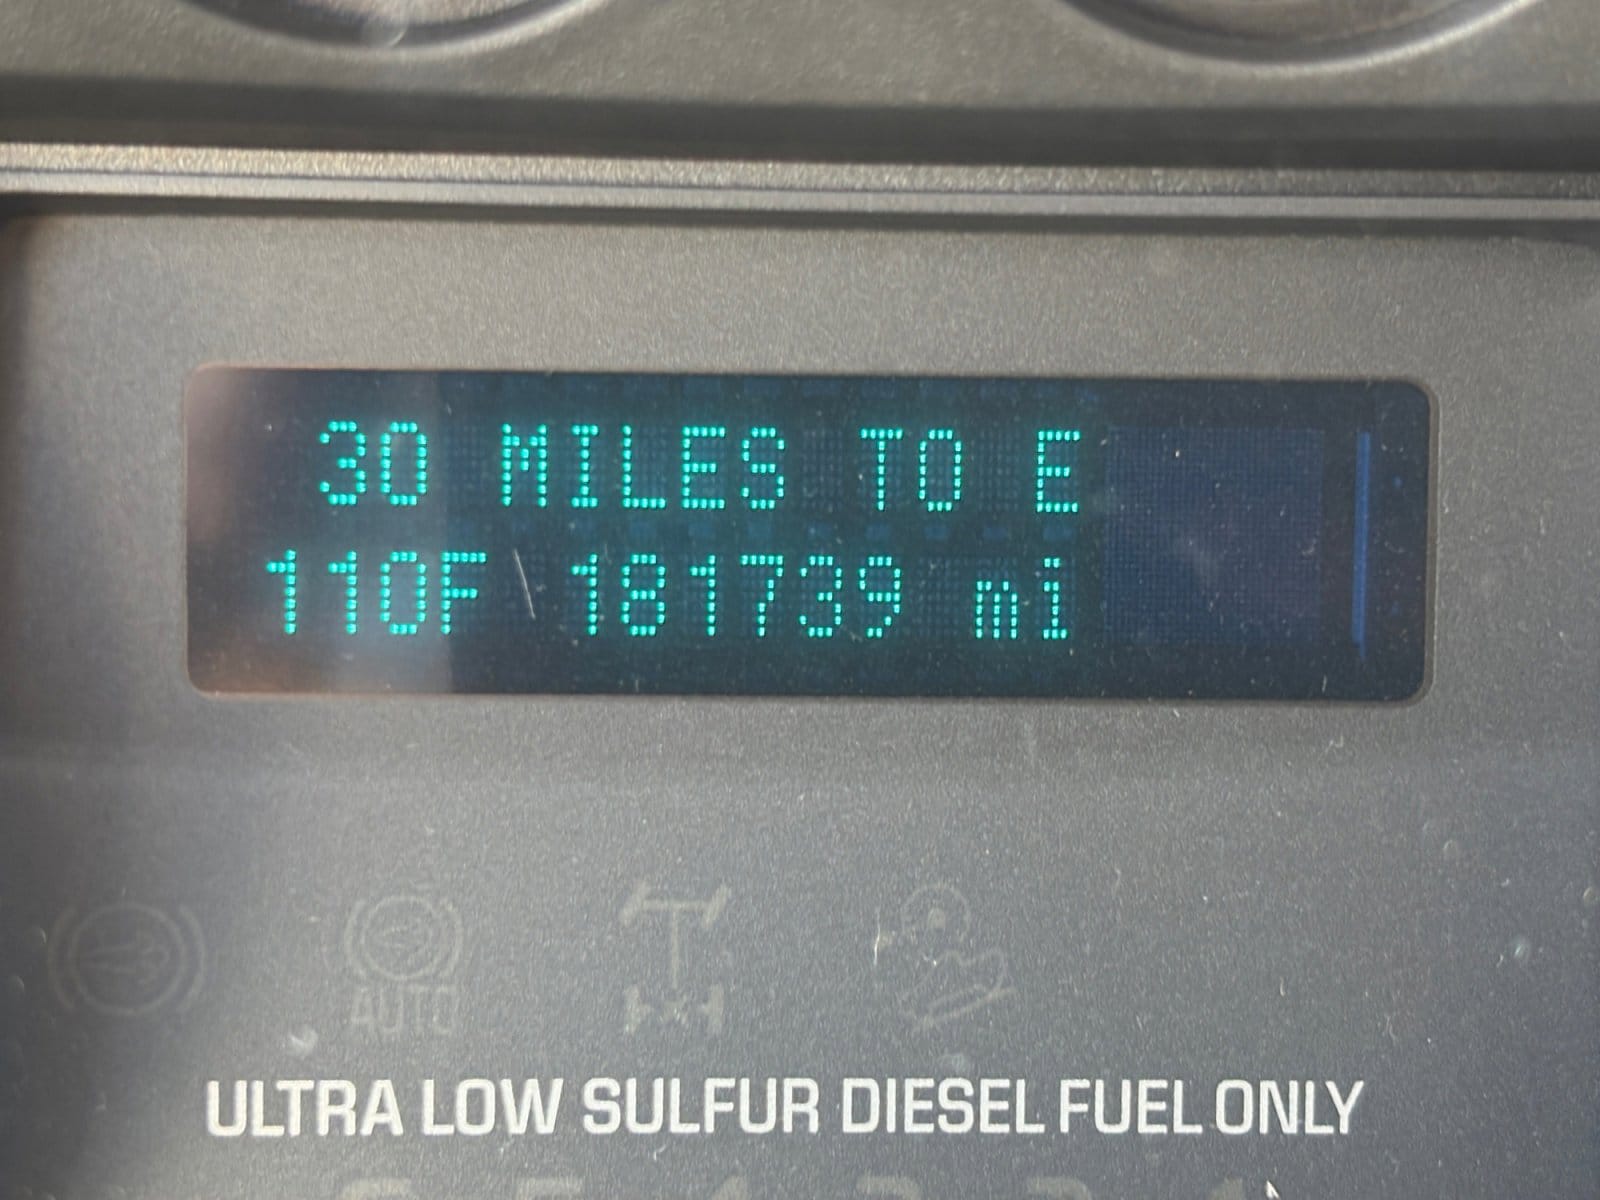 30 MILES TO E
110F 181739 mi
AUTO
ULTRA LOW SULFUR DIESEL FUEL ONLY